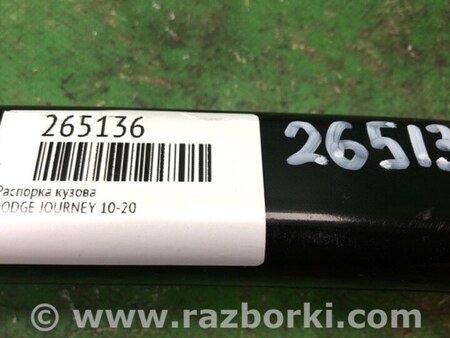 265136
26513
Распорка кузова
ODGE JOURNEY 10-20
© www.razborki.com